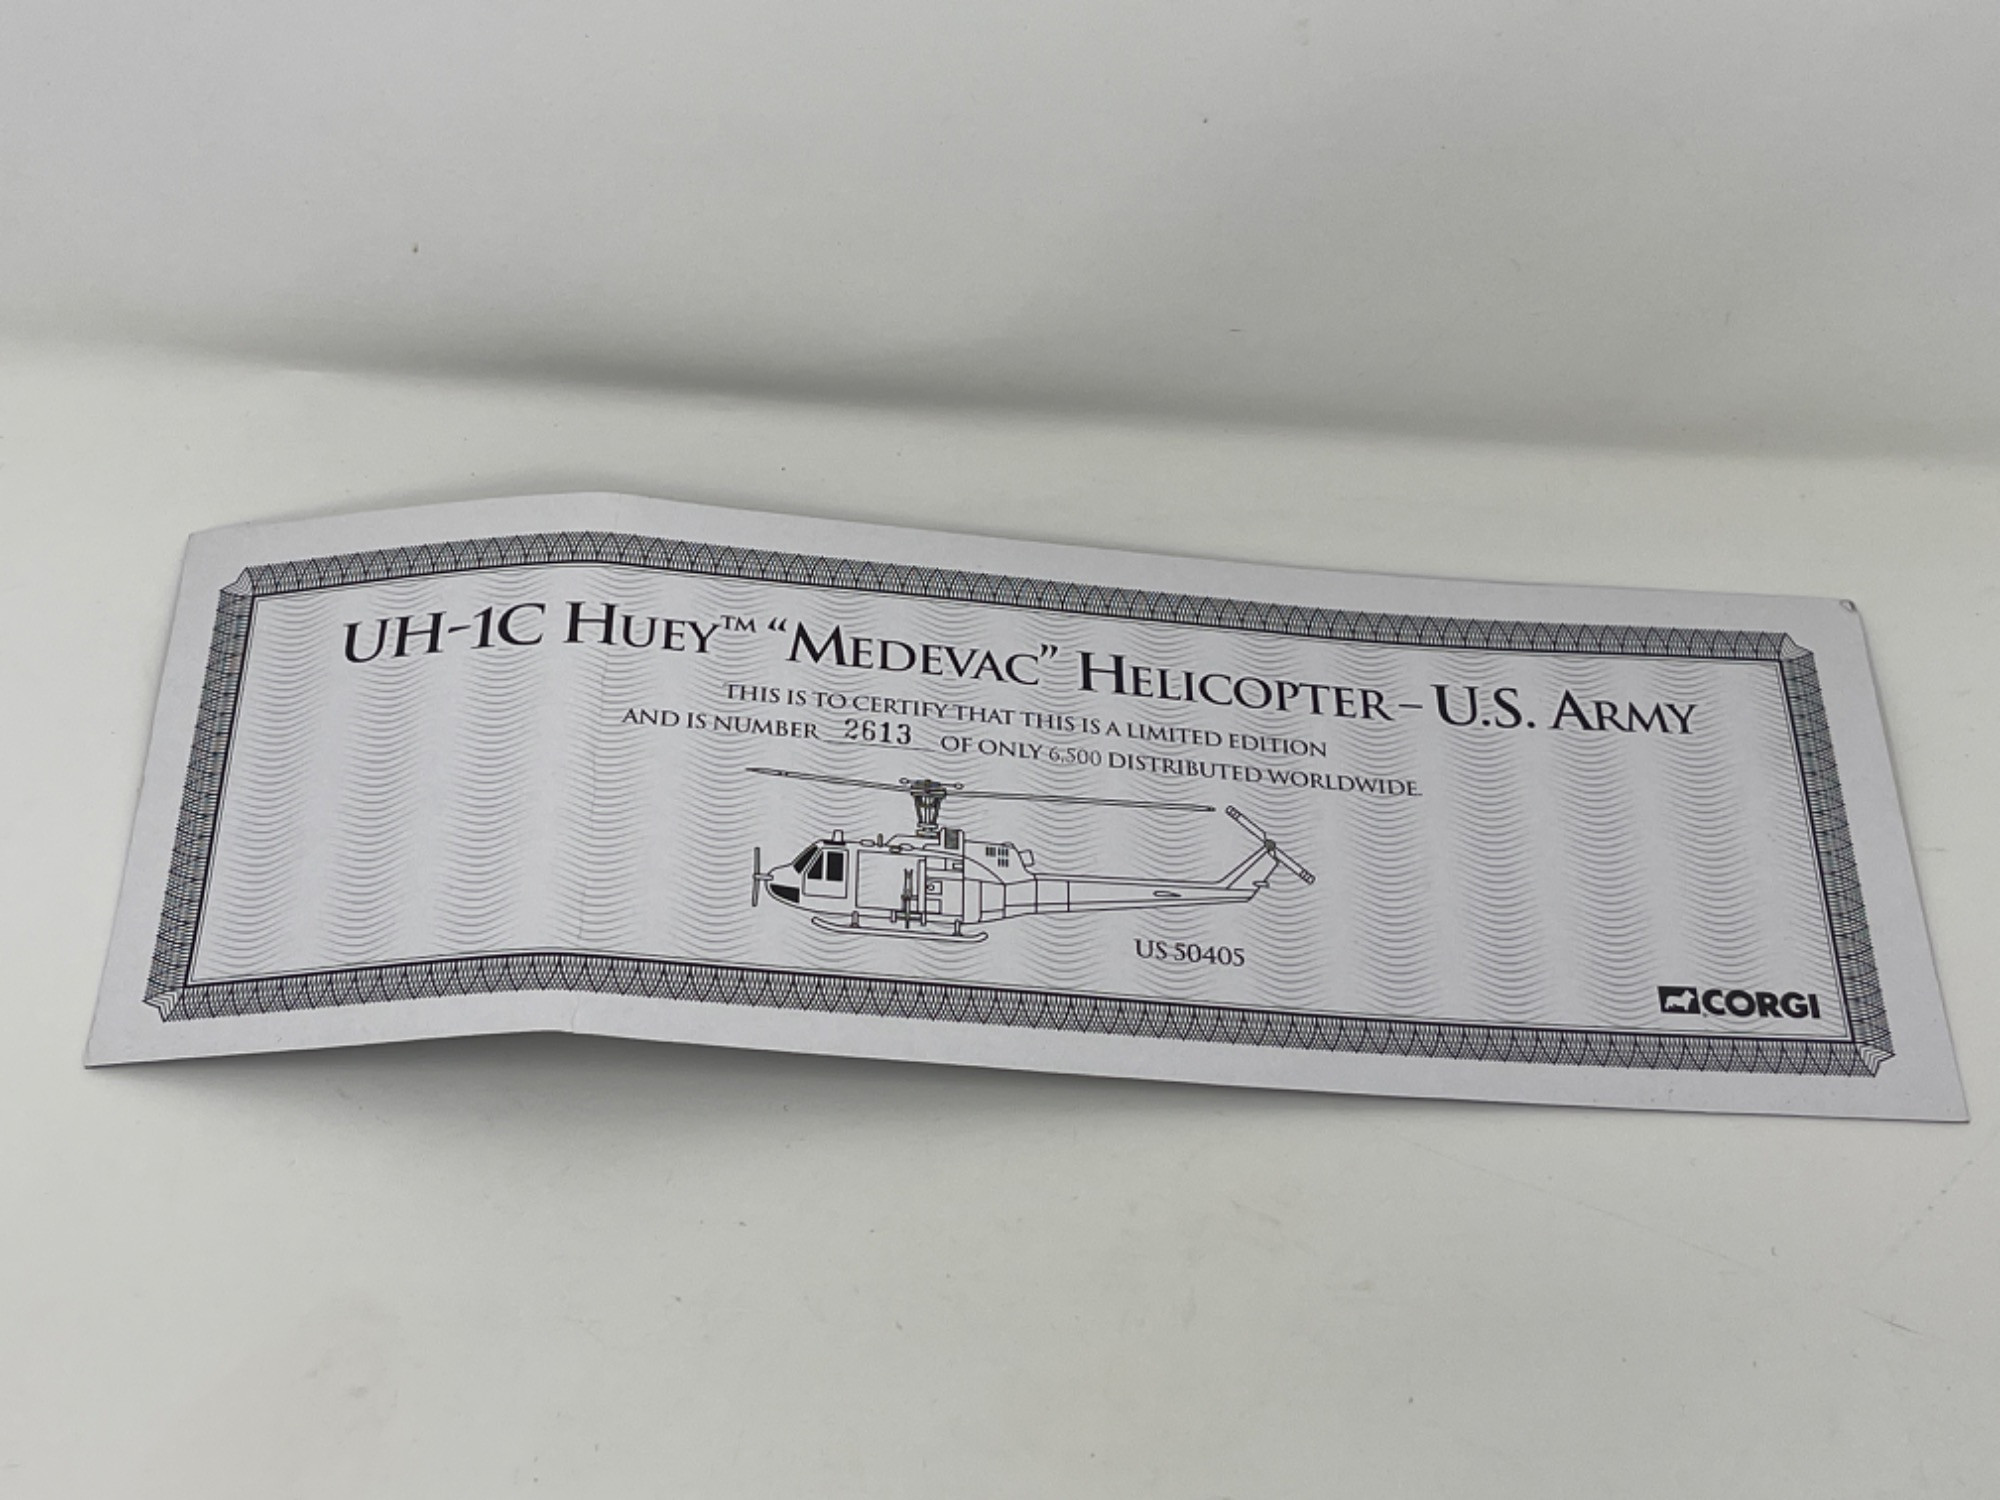 UH-1C HUEY™ “MEDEVAC” HELICOPTER – U.S. ARMY
THIS IS TO CERTIFY THAT THIS IS A LIMITED EDITION
AND IS NUMBER 2613 OF ONLY 6,500 DISTRIBUTED WORLDWIDE.
US 50405
CORGI